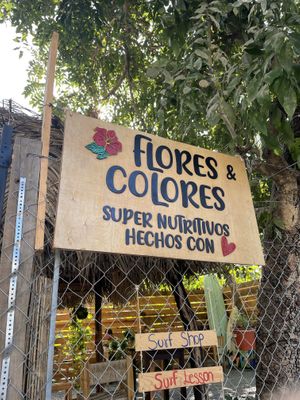 FLORES &
COLORES
SUPER NUTRITIVOS
HECHOS CON
Surf Shop
Surf Lesson